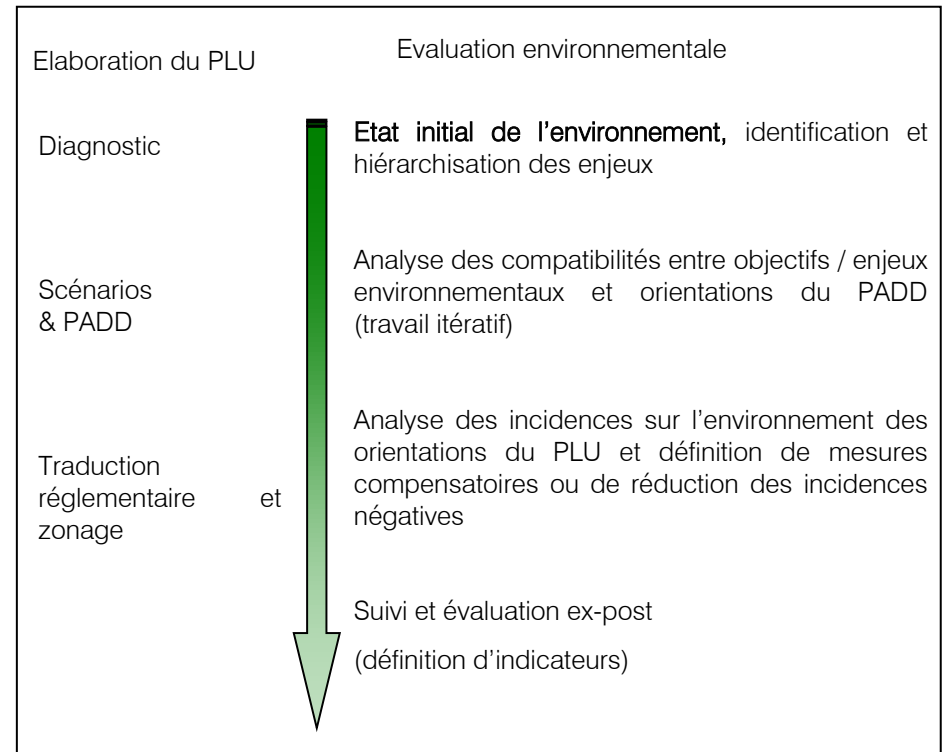 Elaboration du PLU
Evaluation environnementale
Diagnostic
Etat initial de l’environnement, identification et
hiérarchisation des enjeux
Scénarios
& PADD
Analyse des compatibilités entre objectifs / enjeux
environnementaux et orientations du PADD
(travail itératif)
Traduction
réglementaire et
zonage
Analyse des incidences sur l’environnement des
orientations du PLU et définition de mesures
compensatoires ou de réduction des incidences
négatives
Suivi et évaluation ex-post
(définition d’indicateurs)